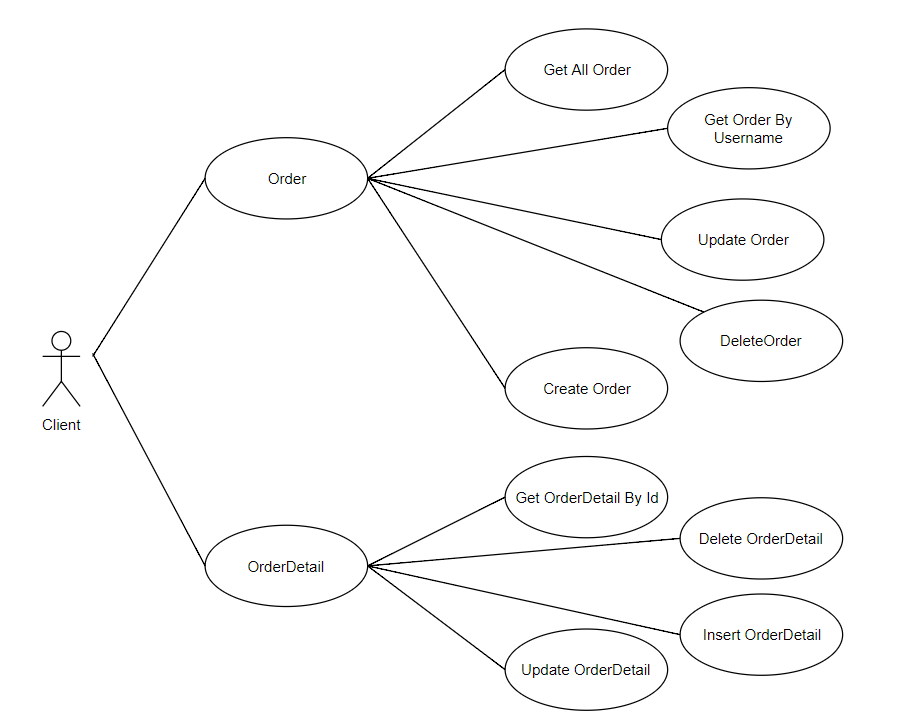 Get All Order
Get Order By
Username
Order
Update Order
DeleteOrder
Create Order
Client
Get OrderDetail By Id
Delete OrderDetail
OrderDetail
Insert OrderDetail
Update OrderDetail